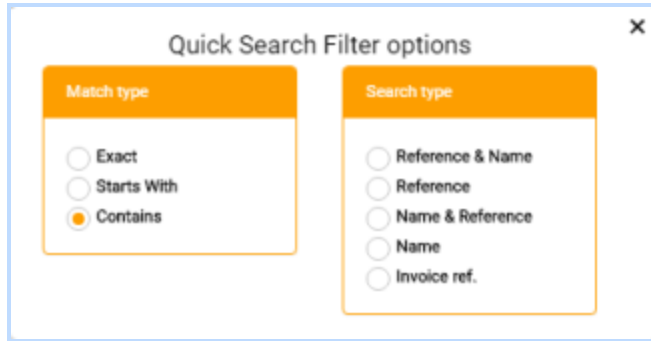 Quick Search Filter options
Match type
Exact
Starts With
Contains
Search type
Reference & Name
Reference
Name & Reference
Name
Invoice ref.